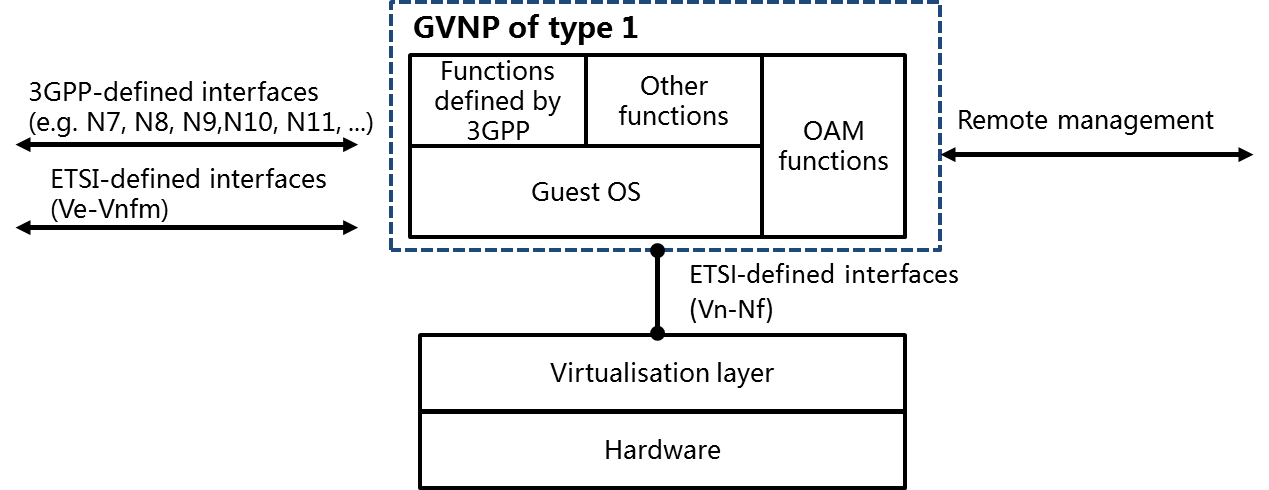 GVNP of type 1
Functions
defined by
3GPP
Other
functions
OAM
functions
Guest OS
3GPP-defined interfaces
(e.g. N7, N8, N9,N10, N11, ...)
ETSI-defined interfaces
(Ve-Vnfm)
Remote management
ETSI-defined interfaces
(Vn-Nf)
Virtualisation layer
Hardware